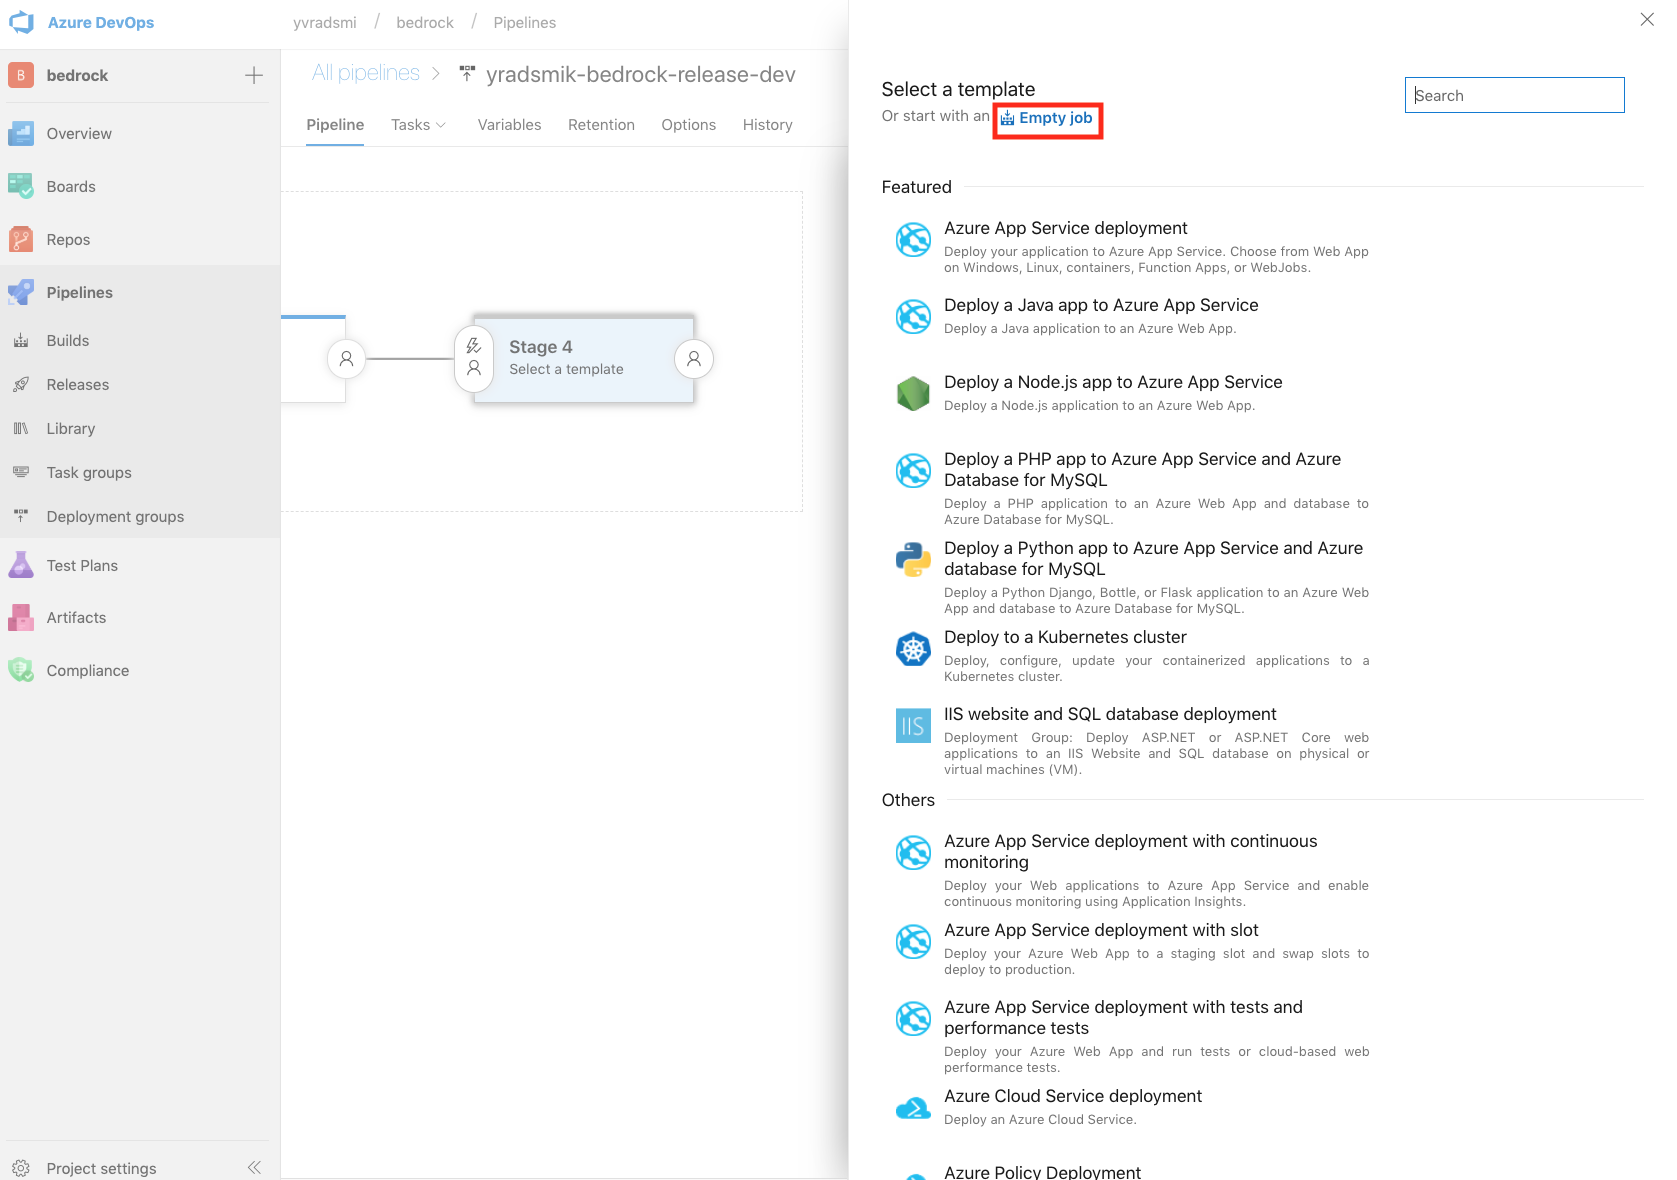 Azure DevOps
yvradsmi / bedrock / Pipelines
B bedrock
Overview
Boards
Repos
Pipelines
Builds
Releases
Library
Task groups
Deployment groups
Test Plans
Artifacts
Compliance
Project settings
All pipelines > yradsmik-bedrock-release-dev
Pipeline Tasks Variables Retention Options History
Stage 4
Select a template
Select a template
Or start with an Empty job
Search
Featured
Azure App Service deployment
Deploy your application to Azure App Service. Choose from Web App
on Windows, Linux, containers, Function Apps, or WebJobs.
Deploy a Java app to Azure App Service
Deploy a Java application to an Azure Web App.
Deploy a Node.js app to Azure App Service
Deploy a Node.js application to an Azure Web App.
Deploy a PHP app to Azure App Service and Azure
Database for MySQL
Deploy a PHP application to an Azure Web App and database to
Azure Database for MySQL.
Deploy a Python app to Azure App Service and Azure
database for MySQL
Deploy a Python Django, Bottle, or Flask application to an Azure Web
App and database to Azure Database for MySQL.
Deploy to a Kubernetes cluster
Deploy, configure, update your containerized applications to a
Kubernetes cluster.
IIS
IIS website and SQL database deployment
Deployment Group: Deploy ASP.NET or ASP.NET Core web
applications to an IIS Website and SQL database on physical or
virtual machines (VM).
Others
Azure App Service deployment with continuous
monitoring
Deploy your Web applications to Azure App Service and enable
continuous monitoring using Application Insights.
Azure App Service deployment with slot
Deploy your Azure Web App to a staging slot and swap slots to
deploy to production.
Azure App Service deployment with tests and
performance tests
Deploy your Azure Web App and run tests or cloud-based web
performance tests.
Azure Cloud Service deployment
Deploy an Azure Cloud Service.
Azure Policy Deployment